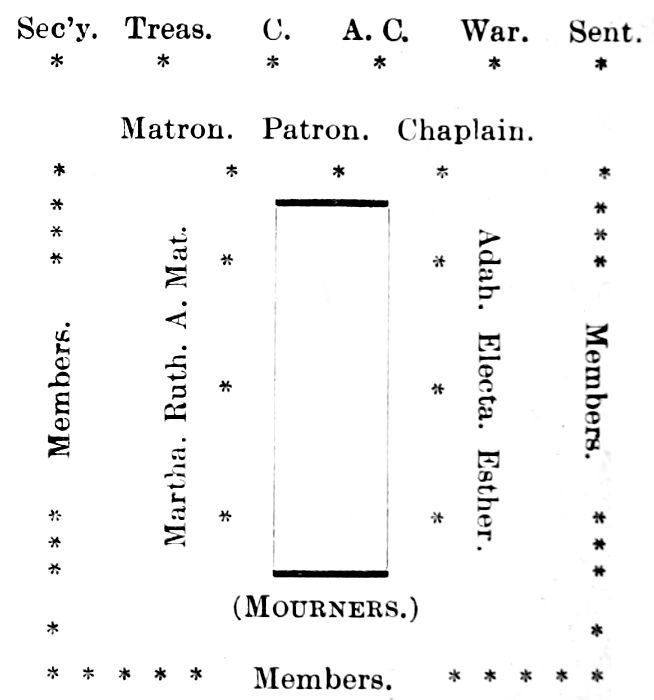 Sec'y. Treas. C. A. C. War. Sent.
* * * * * *
Matron. Patron. Chaplain.
* * * * *
* *
* *
* * * *
Members.
Martha. Ruth. A. Mat.
Adah. Electa. Esther.
Members.
* *
* * * *
* *
* *
(MOURNERS.)
* *
* * * * * Members. * * * * *